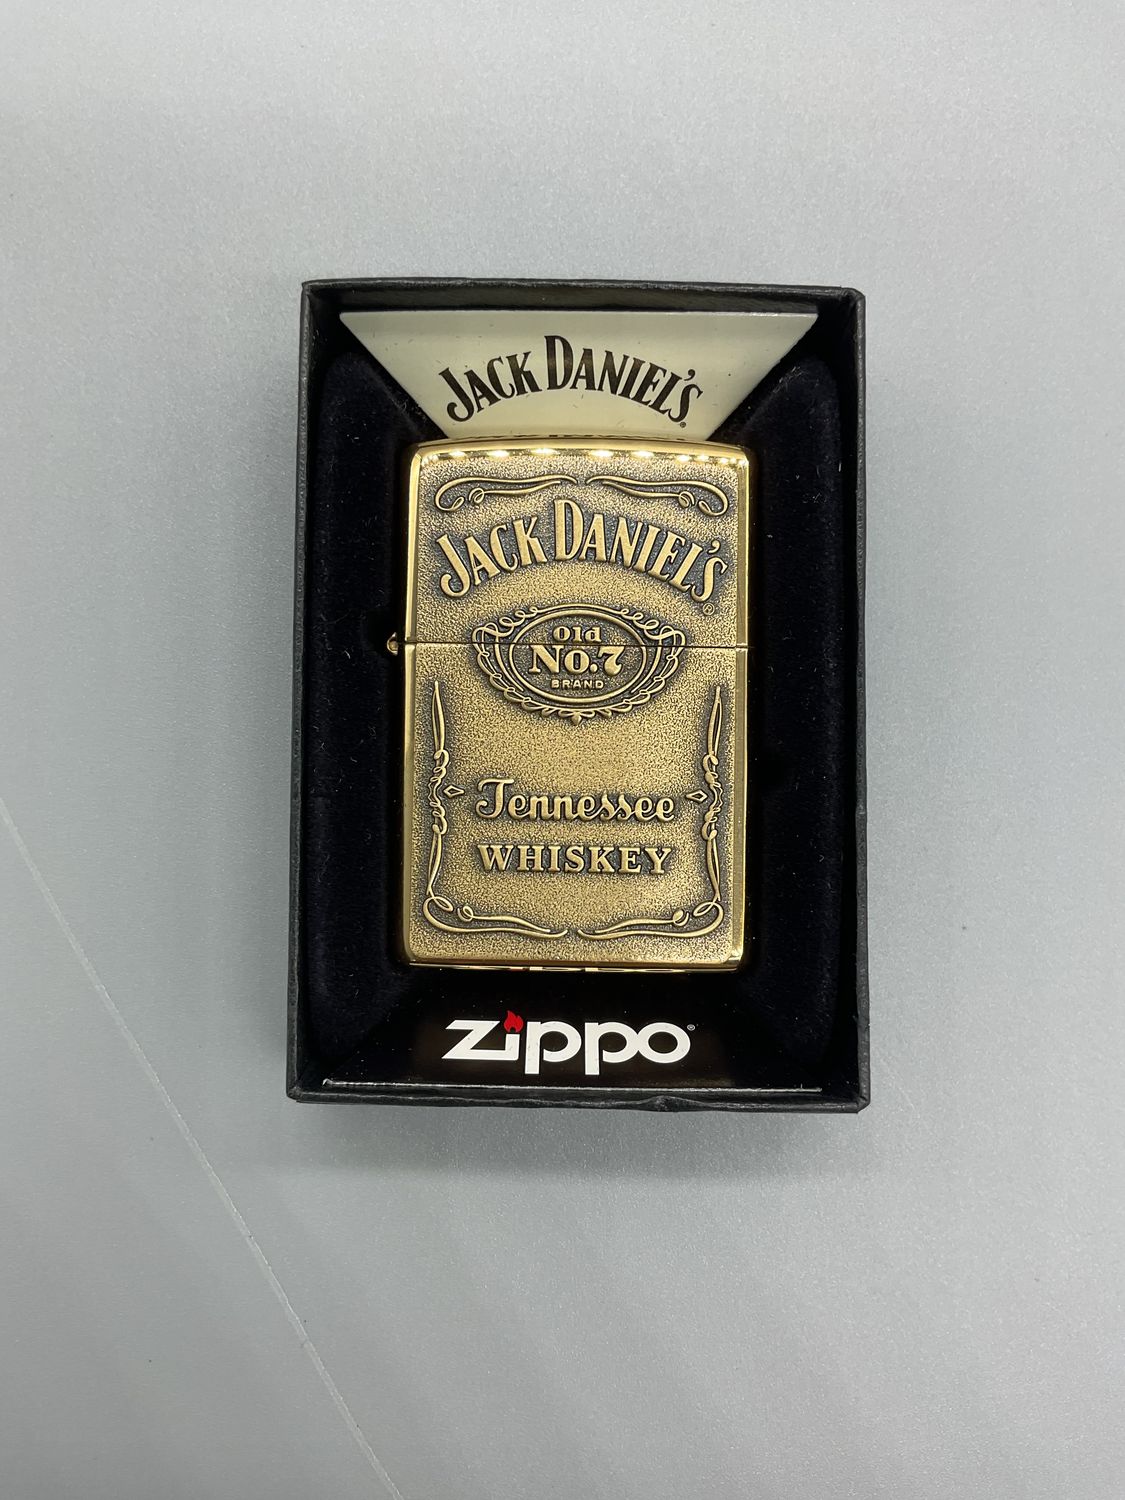 JACK DANIEL'S®
JACK DANIEL'S®
Old
No.7
BRAND
Tennessee
WHISKEY
zippo®